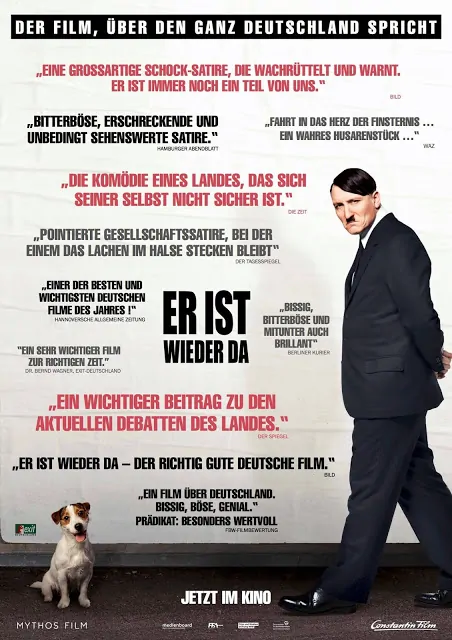 DER FILM, ÜBER DEN GANZ DEUTSCHLAND SPRICHT
„EINE GROSSARTIGE SCHOCK-SATIRE, DIE WACHRÜTTELT UND WARNT.
ER IST IMMER NOCH EIN TEIL VON UNS.“
BILD
„BITTERBÖSE, ERSCHRECKENDE UND
UNBEDINGT SEHENSWERTE SATIRE.“
HAMBURGER ABENDBLATT
„FAHRT IN DAS HERZ DER FINSTERNIS ...
EIN WAHRES HUSARENSTÜCK ...“
WAZ
„DIE KOMÖDIE EINES LANDES, DAS SICH
SEINER SELBST NICHT SICHER IST.“
DIE ZEIT
„POINTIERTE GESELLSCHAFTSSATIRE, BEI DER
EINEM DAS LACHEN IM HALSE STECKEN BLEIBT“
DER TAGESSPIEGEL
„EINER DER BESTEN UND
WICHTIGSTEN DEUTSCHEN
FILME DES JAHRES !“
HANNOVERSCHE ALLGEMEINE ZEITUNG
ER IST
WIEDER DA
„BISSIG,
BITTERBÖSE UND
MITUNTER AUCH
BRILLANT“
BERLINER KURIER
“EIN SEHR WICHTIGER FILM
ZUR RICHTIGEN ZEIT.”
DR. BERND WAGNER, EXIT-DEUTSCHLAND
„EIN WICHTIGER BEITRAG ZU DEN
AKTUELLEN DEBATTEN DES LANDES.“
DER SPIEGEL
„ER IST WIEDER DA – DER RICHTIG GUTE DEUTSCHE FILM.“
BILD
„EIN FILM ÜBER DEUTSCHLAND.
BISSIG, BÖSE, GENIAL.“
PRÄDIKAT: BESONDERS WERTVOLL
FBW-FILMBEWERTUNG
exit
JETZT IM KINO
MYTHOS FILM
medienboard
FFA
Constantin Film